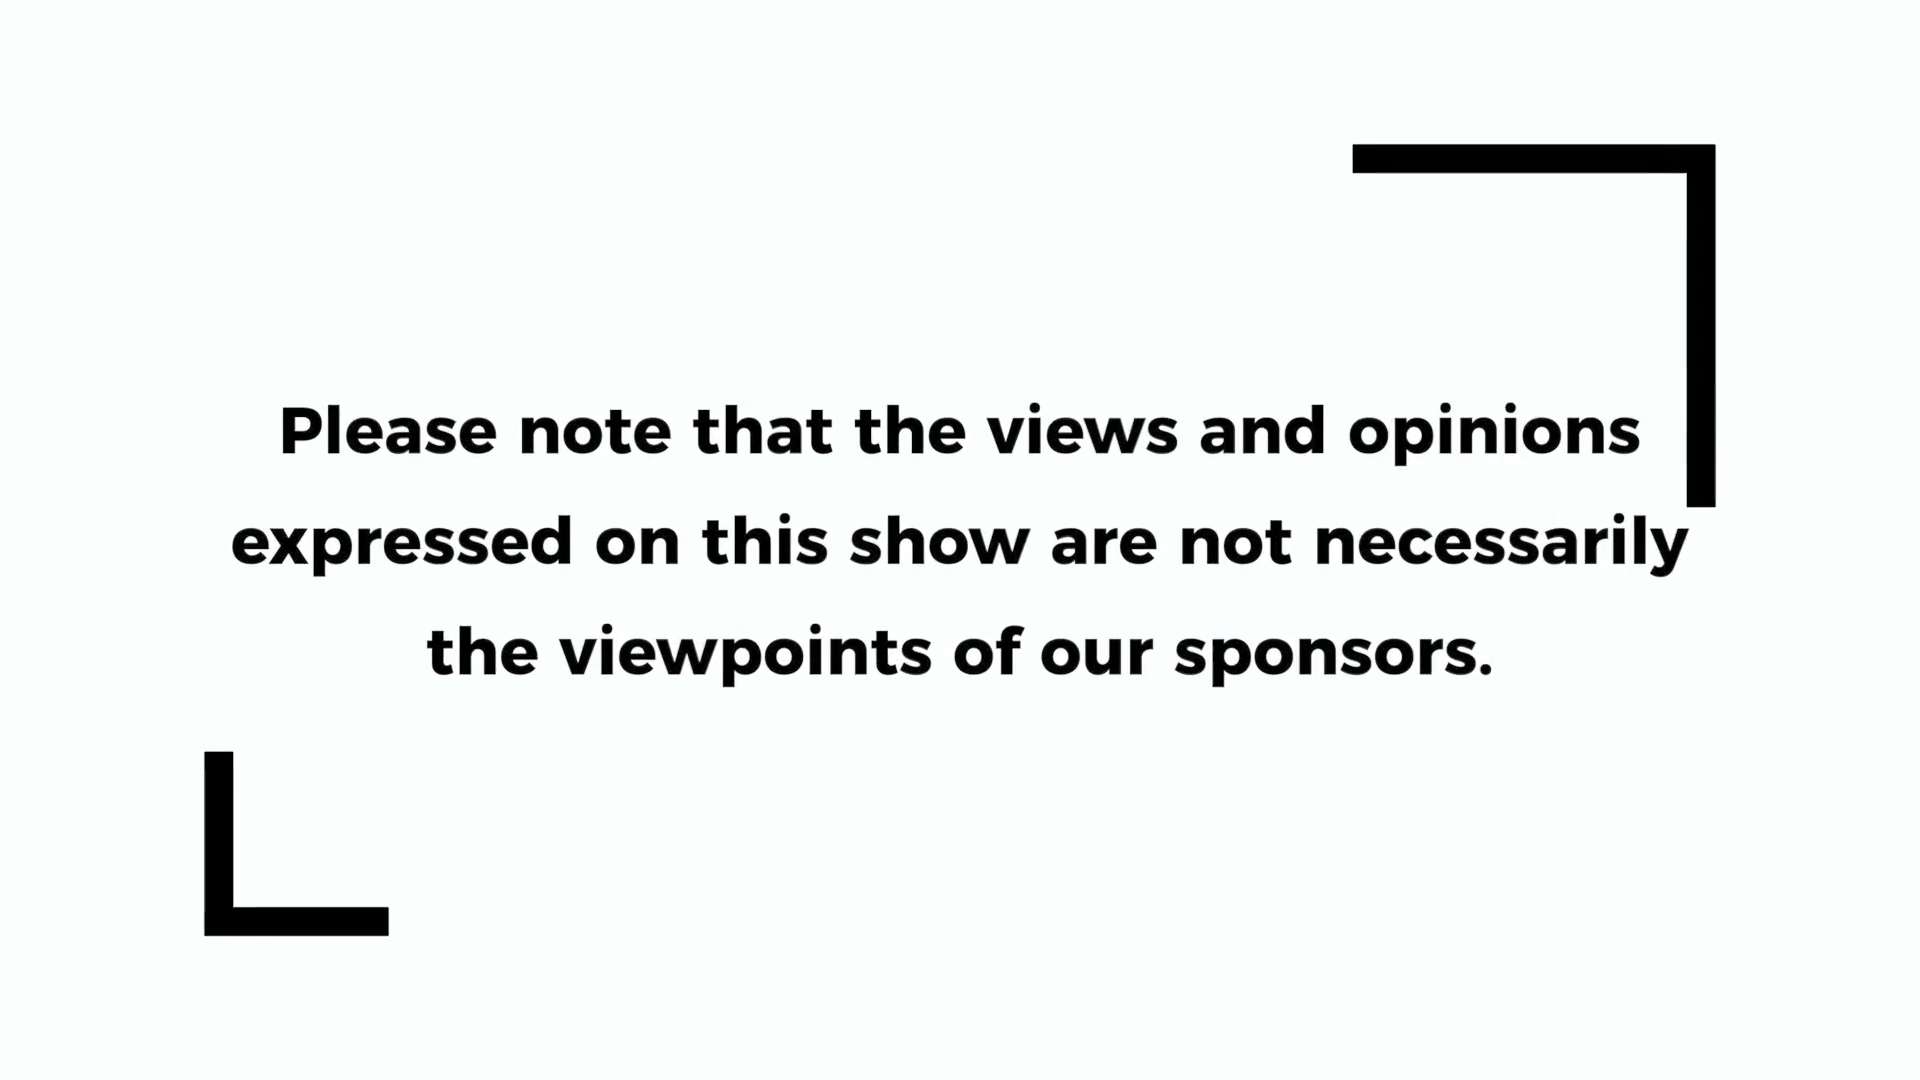 Please note that the views and opinions
expressed on this show are not necessarily
the viewpoints of our sponsors.